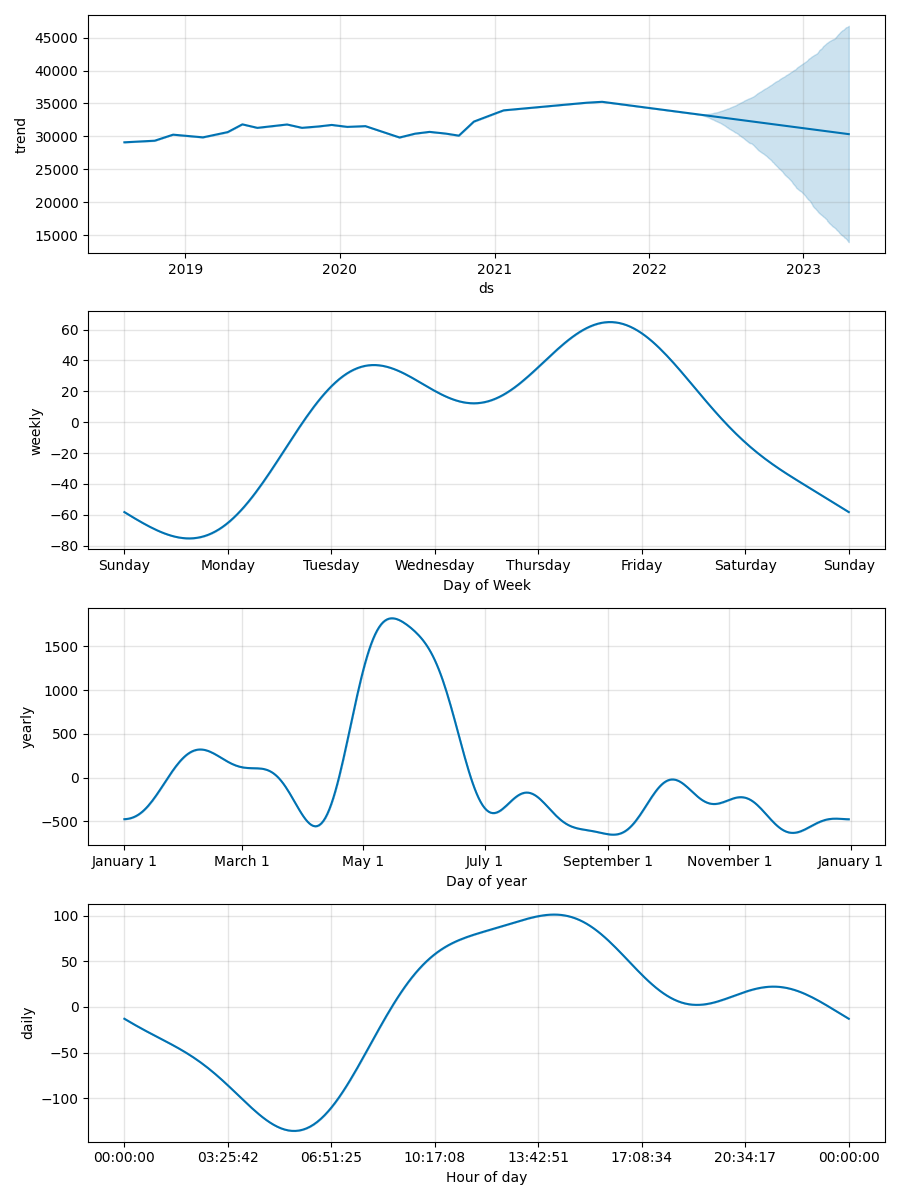 45000
40000
35000
30000
25000
20000
15000
trend
2019 2020 2021 2022 2023
ds
60
40
20
0
−20
−40
−60
−80
weekly
Sunday Monday Tuesday Wednesday Thursday Friday Saturday Sunday
Day of Week
1500
1000
500
0
−500
yearly
January 1 March 1 May 1 July 1 September 1 November 1 January 1
Day of year
100
50
0
−50
−100
daily
00:00:00 03:25:42 06:51:25 10:17:08 13:42:51 17:08:34 20:34:17 00:00:00
Hour of day